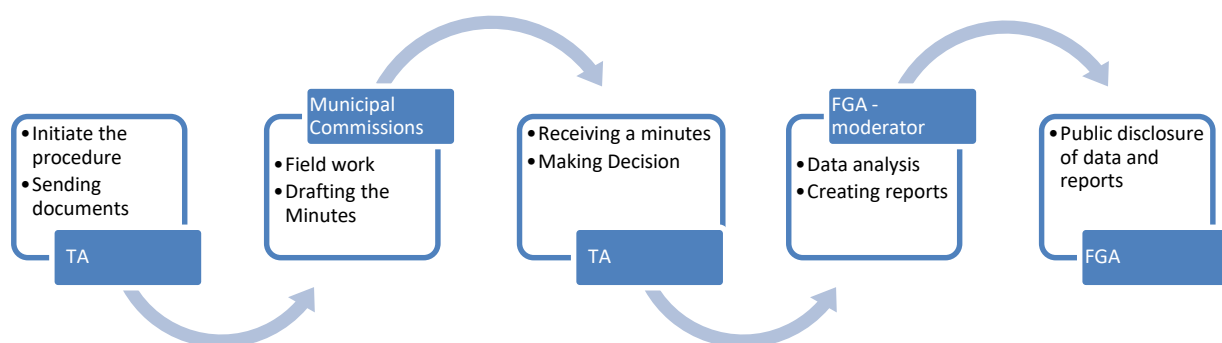 • Initiate the
procedure
• Sending
documents
TA
Municipal
Commissions
• Field work
• Drafting the
Minutes
• Receiving a minutes
• Making Decision
TA
FGA -
moderator
• Data analysis
• Creating reports
• Public disclosure
of data and
reports
FGA